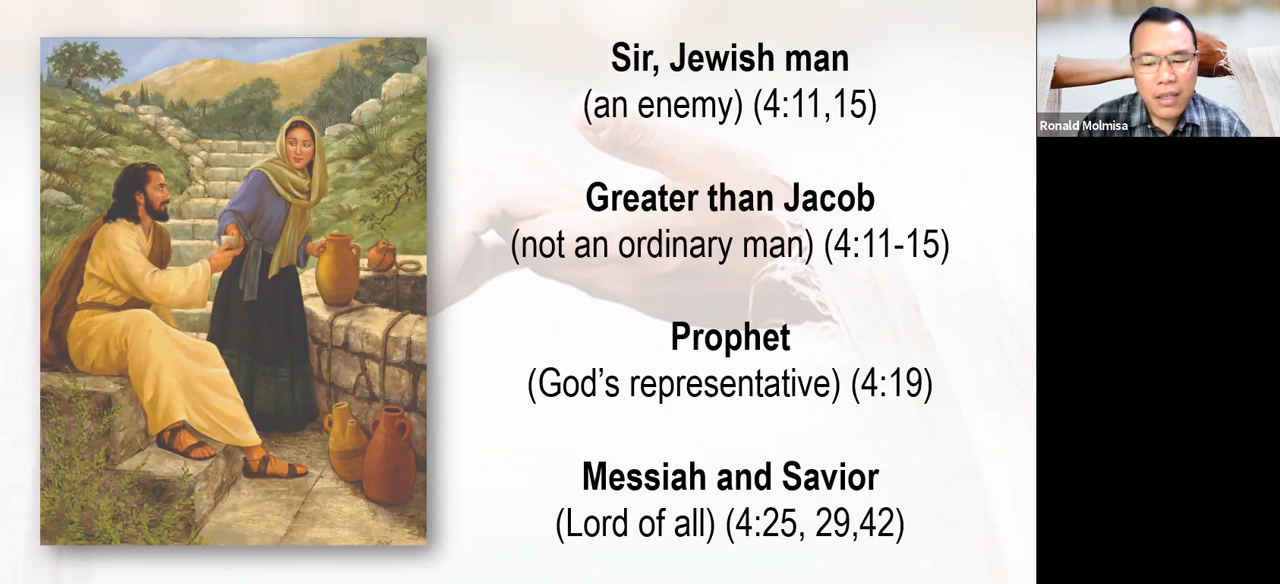 Sir, Jewish man
(an enemy) (4:11,15)
Greater than Jacob
(not an ordinary man) (4:11-15)
Prophet
(God's representative) (4:19)
Messiah and Savior
(Lord of all) (4:25, 29,42)
Ronald Molmisa